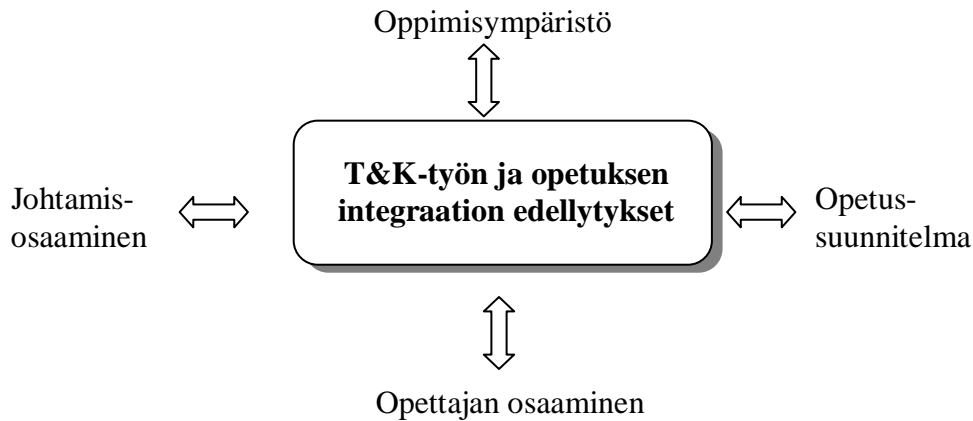 Oppimisympäristö
T&K-työn ja opetuksen
integraation edellytykset
Johtamis-
osaaminen
Opetus-
suunnitelma
Opettajan osaaminen